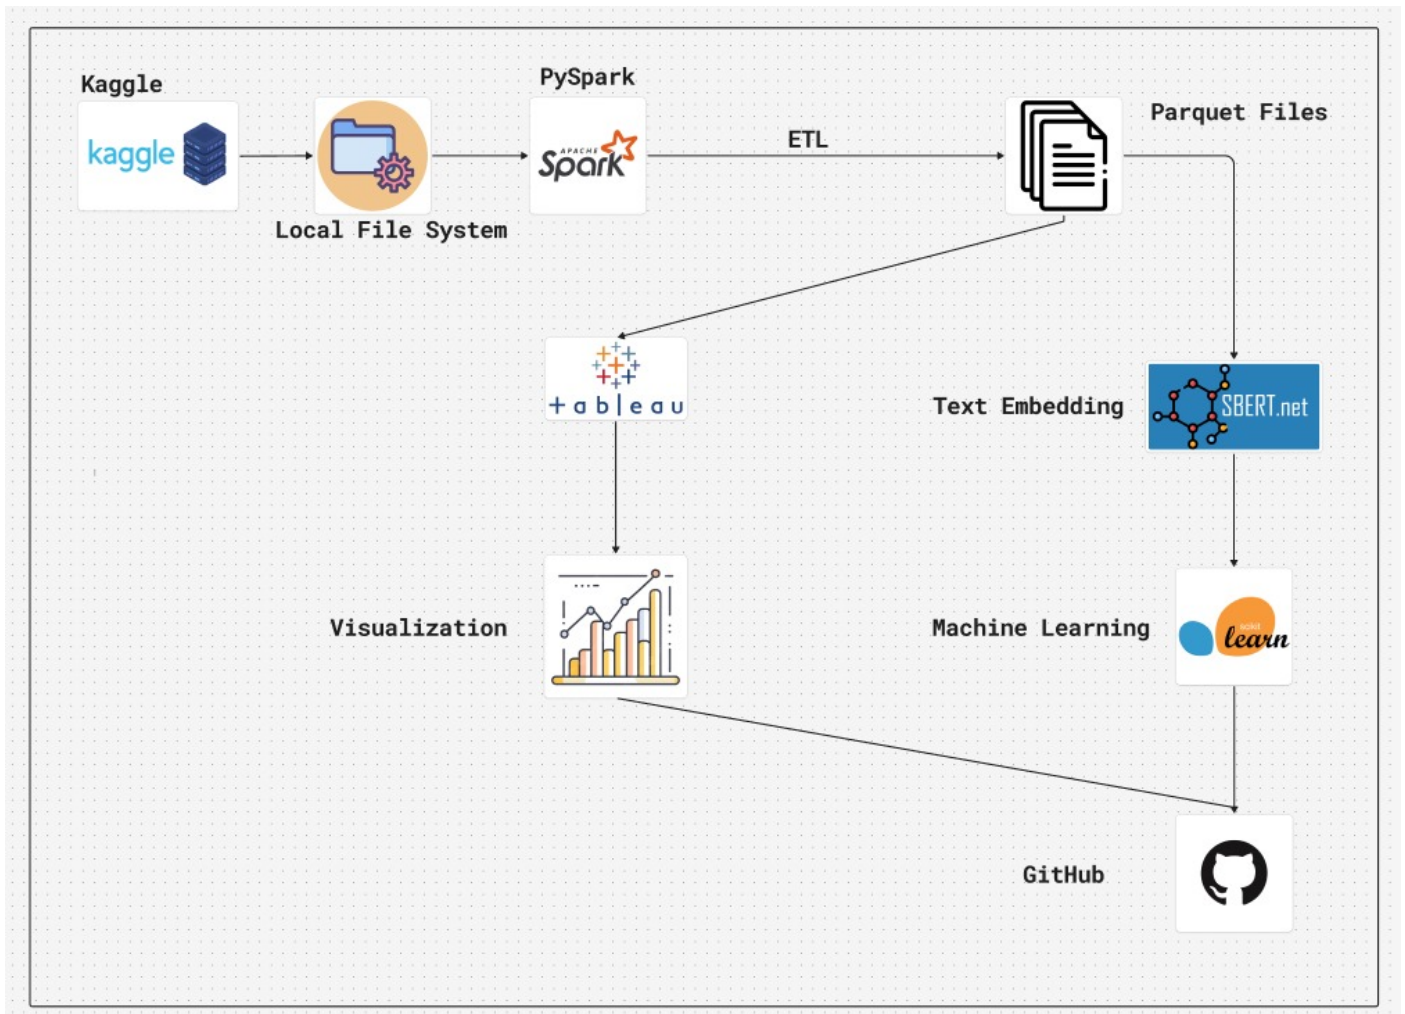 Kaggle
kaggle
Local File System
PySpark
APACHE
Spark
ETL
Parquet Files
+ableau
Text Embedding
SBERT.net
Visualization
Machine Learning
scikit
learn
GitHub